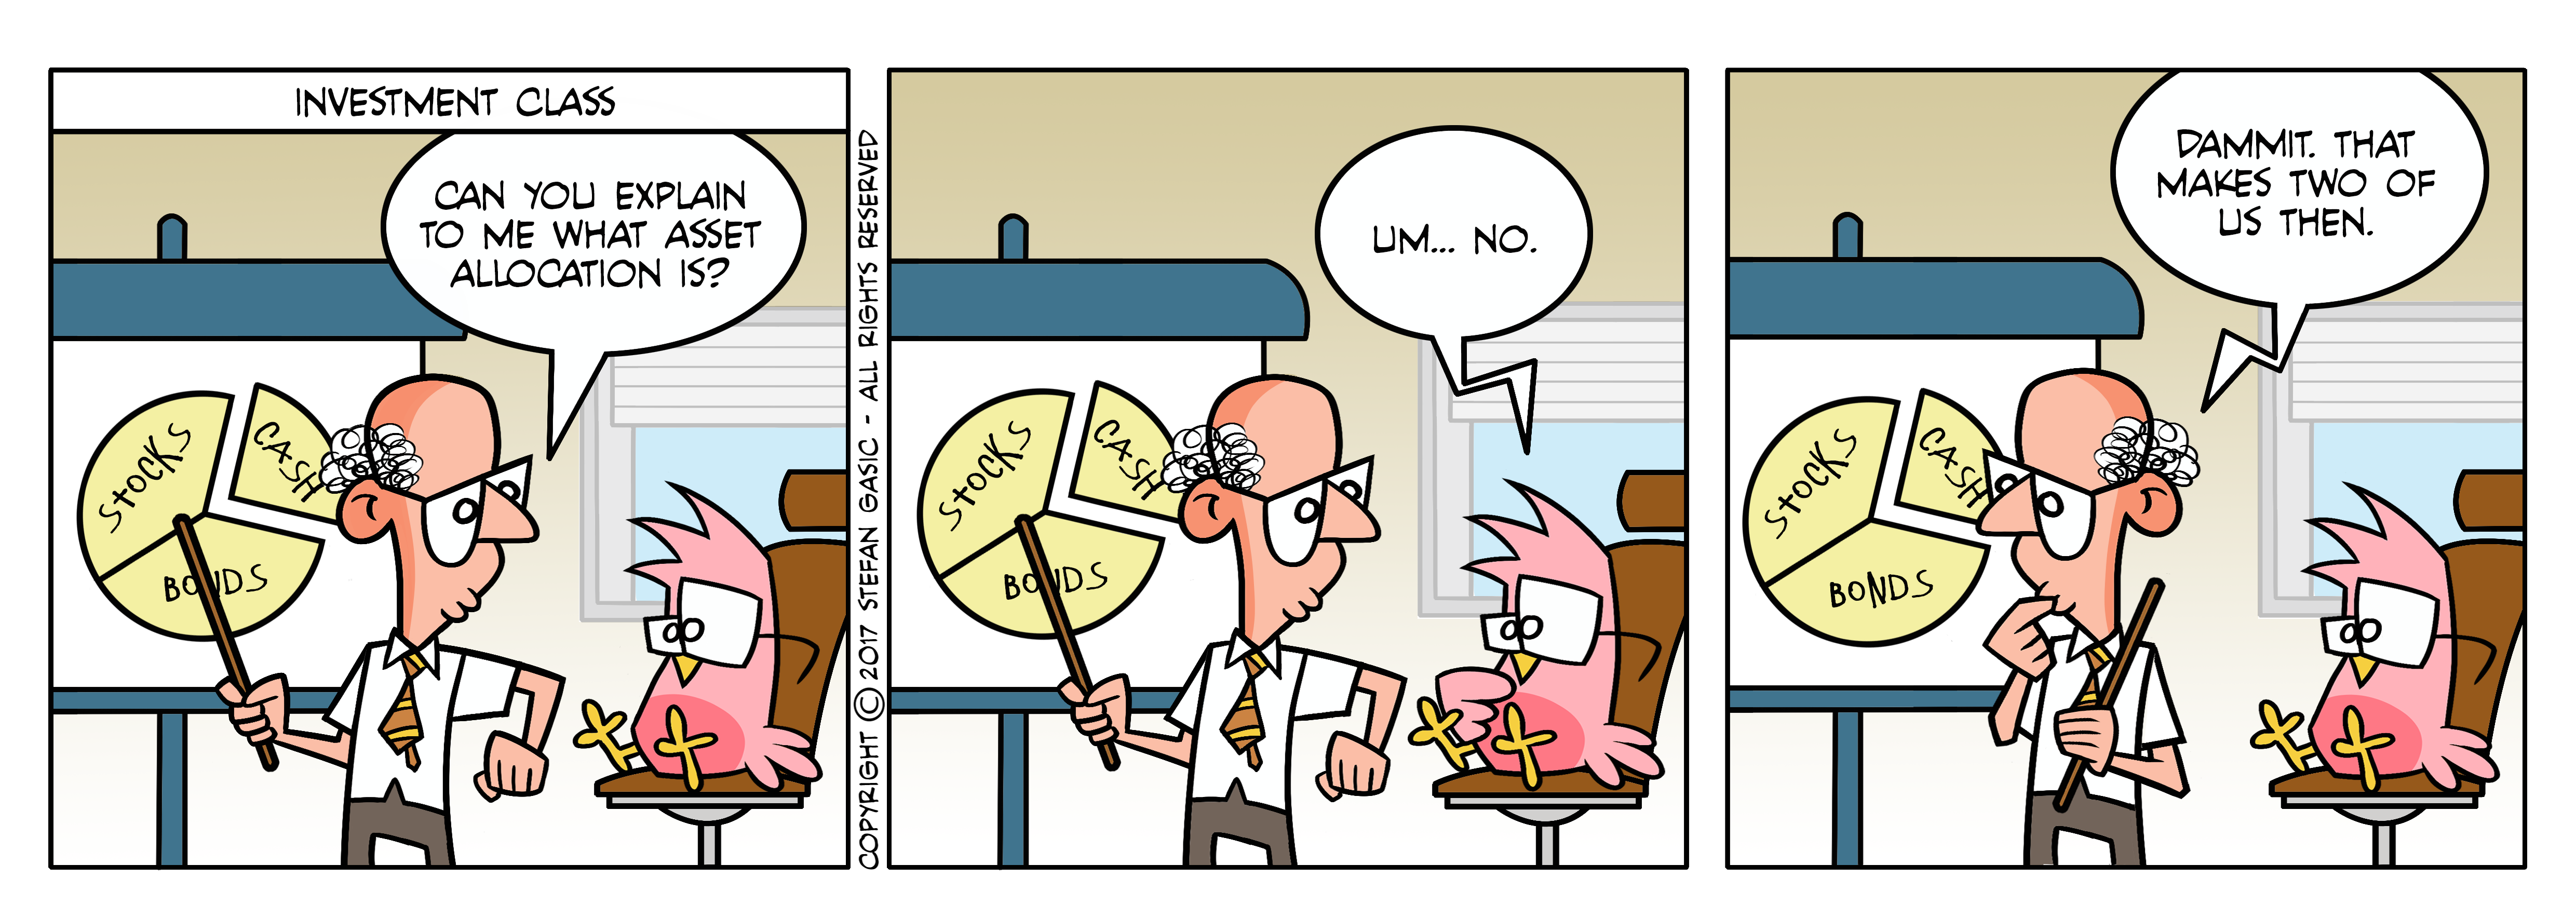 INVESTMENT CLASS
CAN YOU EXPLAIN
TO ME WHAT ASSET
ALLOCATION IS?
STOCKS
CASH
BONDS
COPYRIGHT © 2017 STEFAN GASIC - ALL RIGHTS RESERVED
UM... NO.
STOCKS
CASH
BONDS
DAMMIT. THAT
MAKES TWO OF
US THEN.
STOCKS
CASH
BONDS